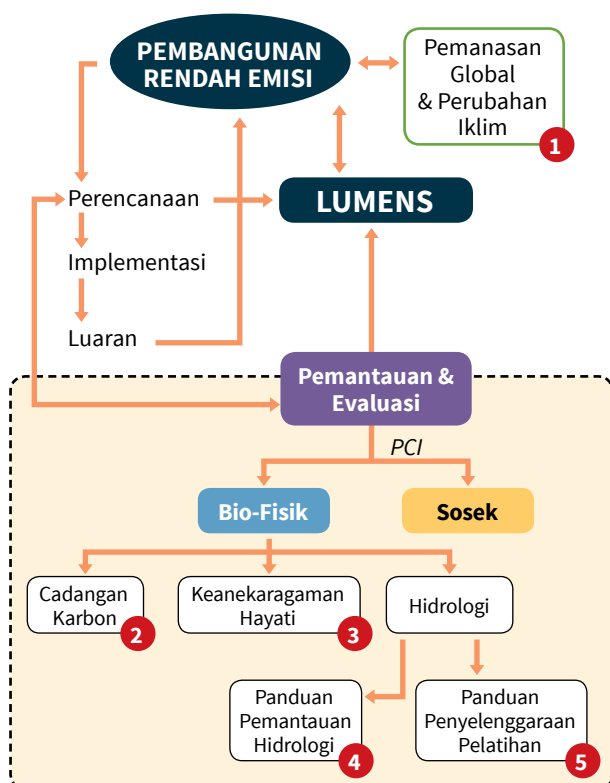 PEMBANGUNAN
RENDAH EMISI
Pemanasan
Global
& Perubahan
Iklim
1
Perencanaan
LUMENS
Implementasi
Luaran
Pemantauan &
Evaluasi
PCI
Bio-Fisik
Sosek
Cadangan
Karbon
2
Keanekaragaman
Hayati
3
Hidrologi
Panduan
Pemantauan
Hidrologi
4
Panduan
Penyelenggaraan
Pelatihan
5